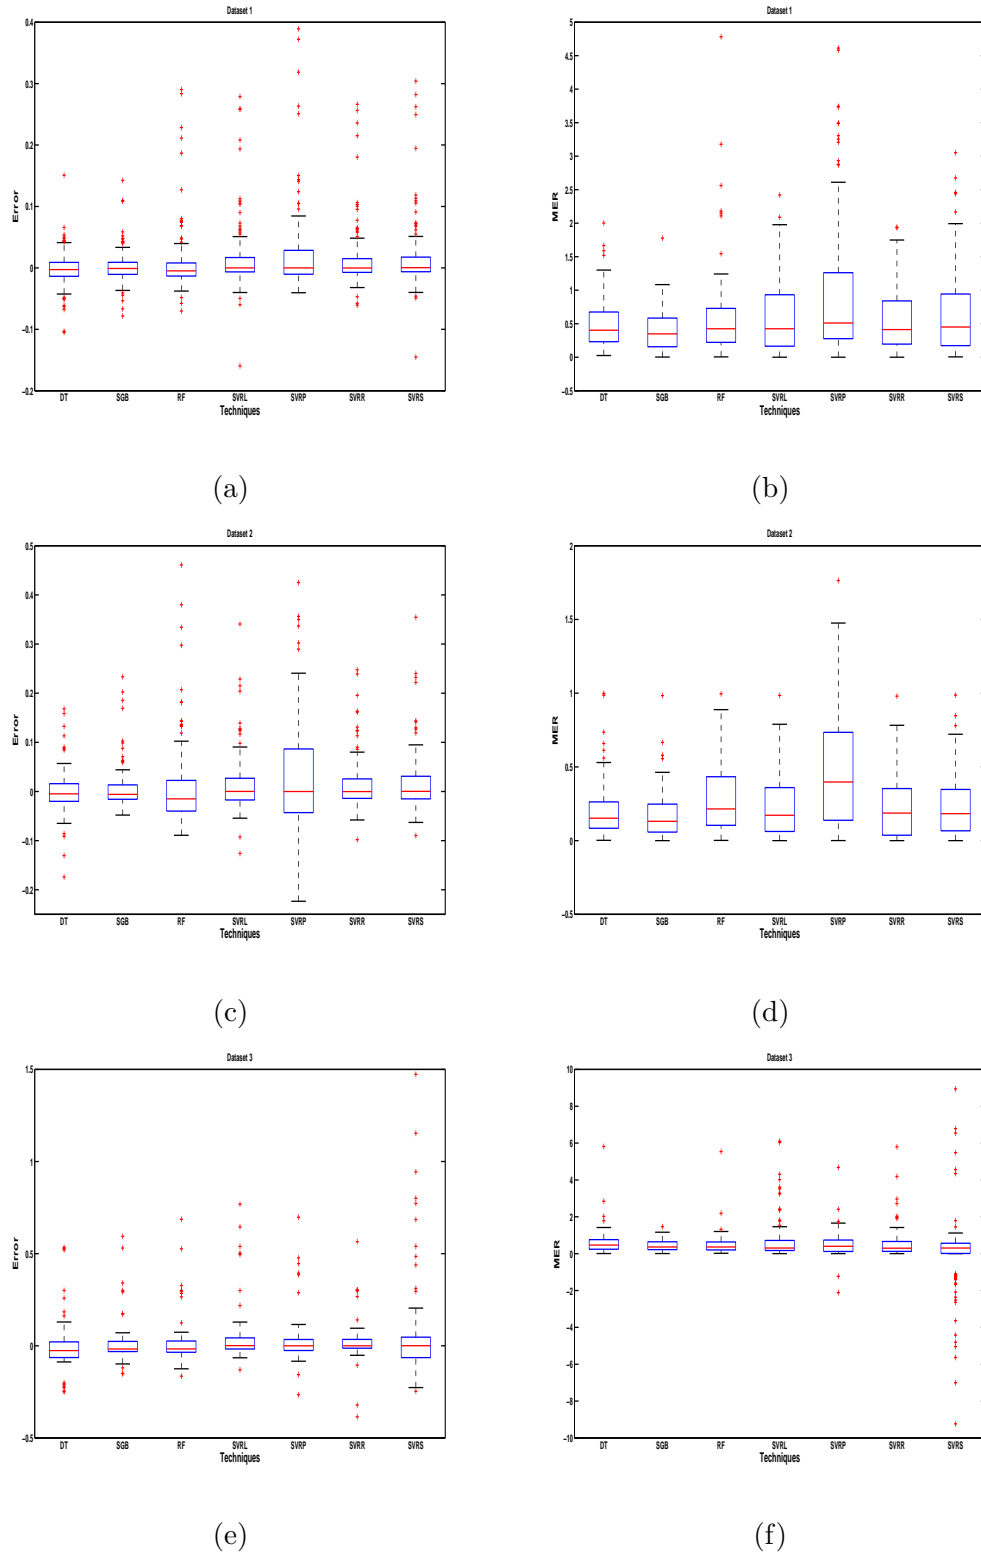 Dataset 1
0.4
0.3
0.2
0.1
0
−0.1
−0.2
Error
DT SGB RF SVRL SVRP SVRR SVRS
Techniques
(a)
Dataset 1
5
4.5
4
3.5
3
2.5
2
1.5
1
0.5
0
−0.5
MER
DT SGB RF SVRL SVRP SVRR SVRS
Techniques
(b)
Dataset 2
0.5
0.4
0.3
0.2
0.1
0
−0.1
−0.2
Error
DT SGB RF SVRL SVRP SVRR SVRS
Techniques
(c)
Dataset 2
2
1.5
1
0.5
0
−0.5
MER
DT SGB RF SVRL SVRP SVRR SVRS
Techniques
(d)
Dataset 3
1.5
1
0.5
0
−0.5
Error
DT SGB RF SVRL SVRP SVRR SVRS
Techniques
(e)
Dataset 3
10
8
6
4
2
0
−2
−4
−6
−8
−10
MER
DT SGB RF SVRL SVRP SVRR SVRS
Techniques
(f)